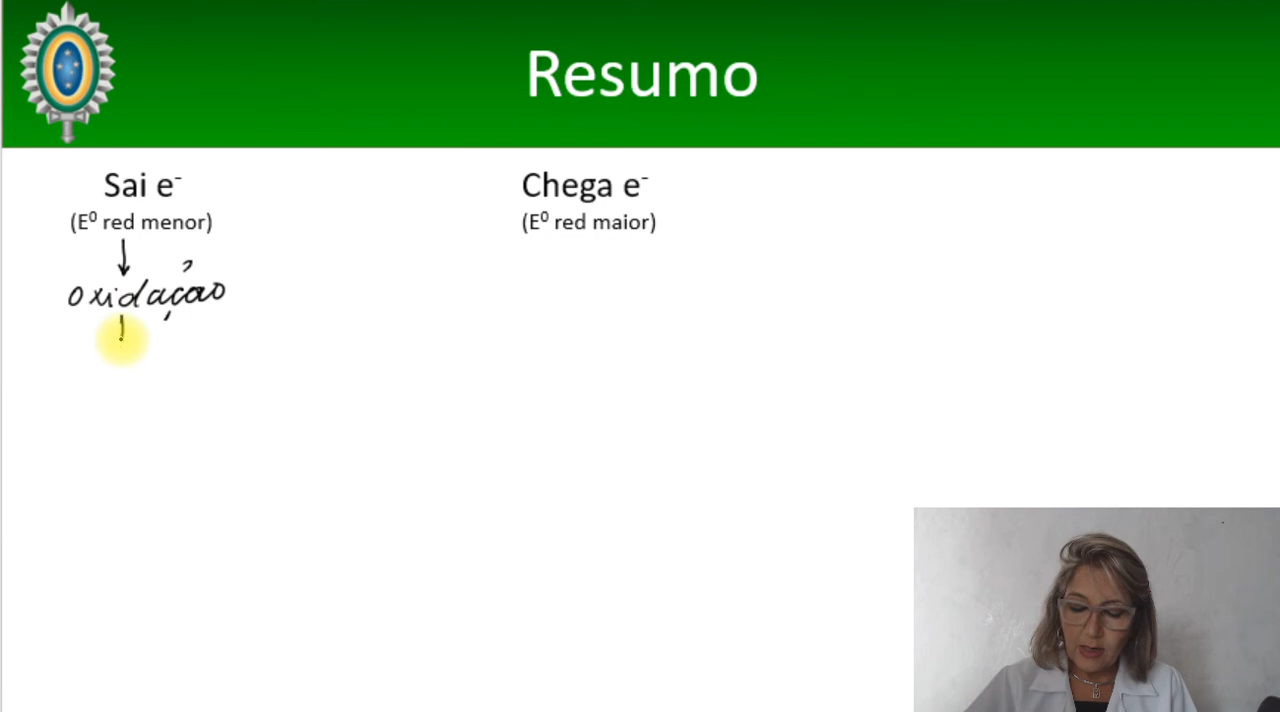 Resumo
Sai e⁻
(E⁰ red menor)
oxidação
Chega e⁻
(E⁰ red maior)